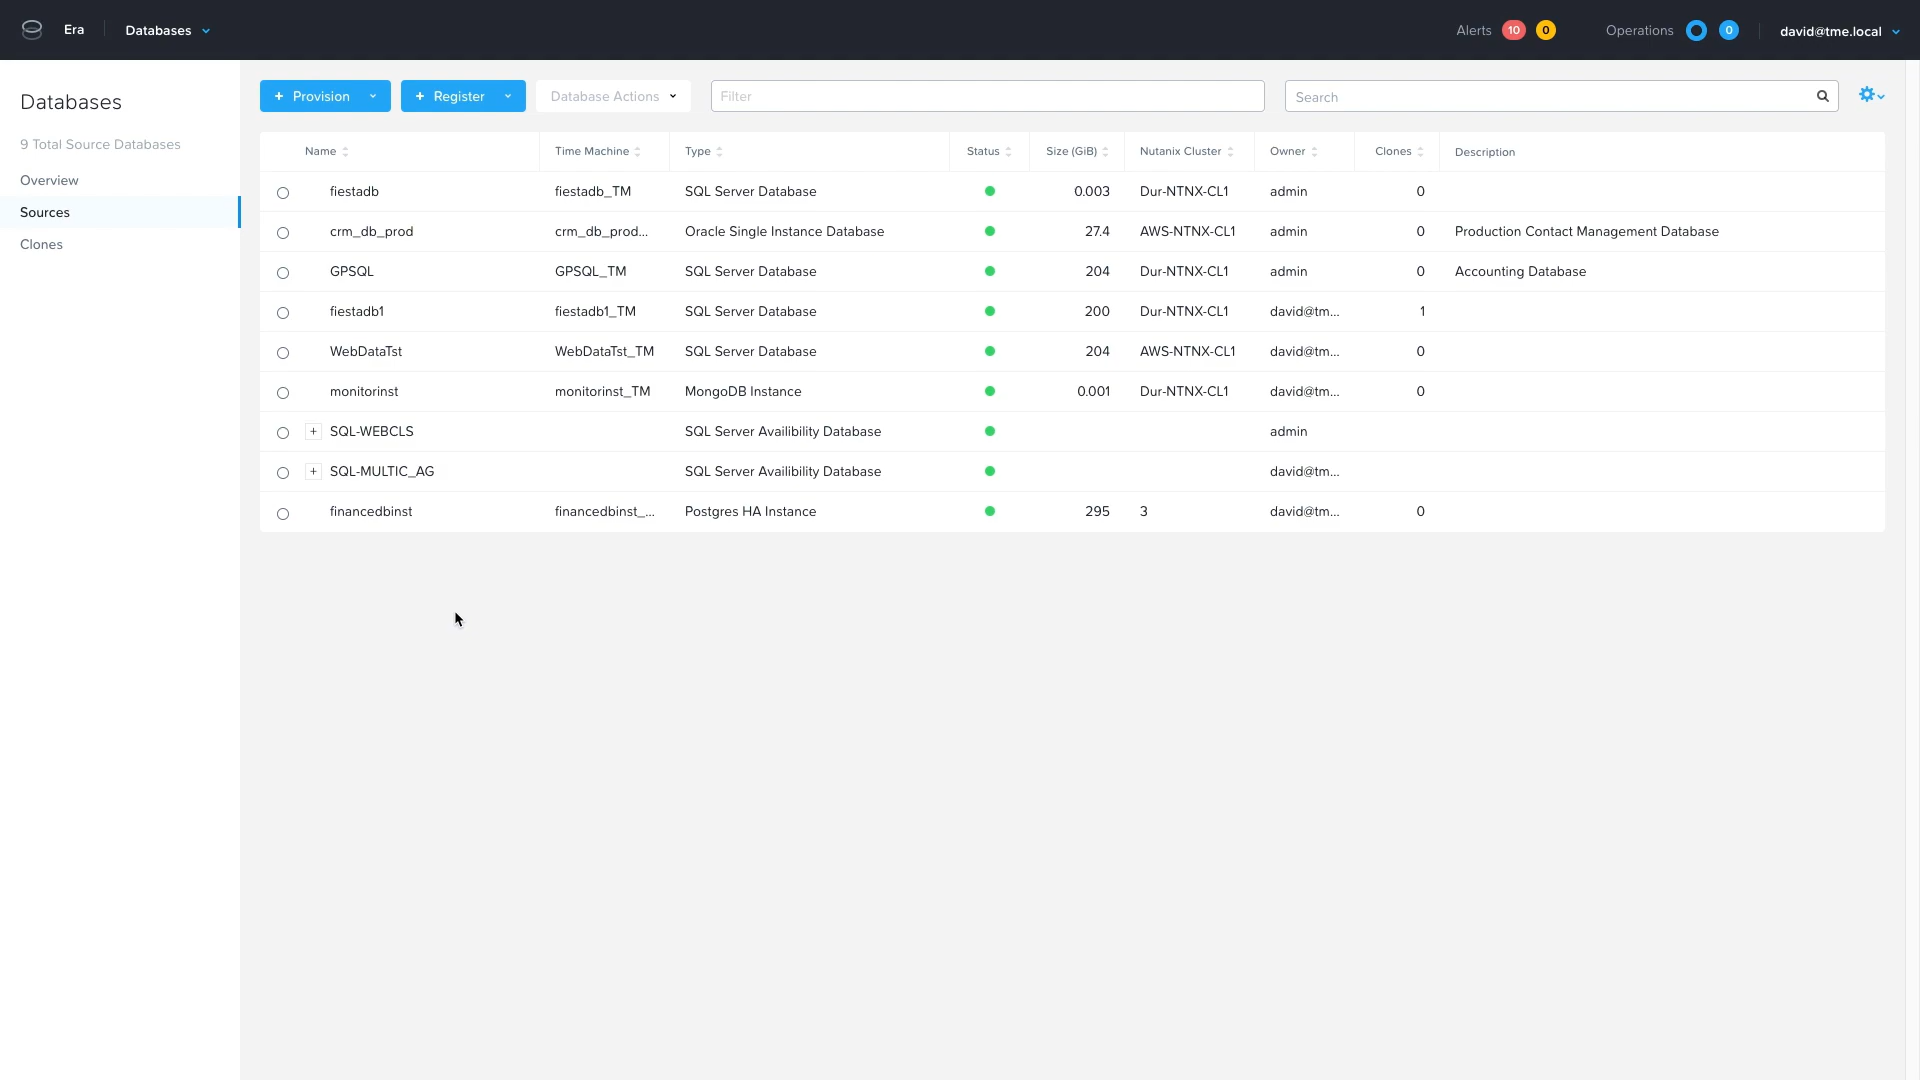 Era
Databases
Alerts 10 0
Operations 0
david@tme.local
Databases
9 Total Source Databases
Overview
Sources
Clones
+ Provision
+ Register
Database Actions
Filter
Search
Name Time Machine Type Status Size (GiB) Nutanix Cluster Owner Clones Description
fiestadb fiestadb_TM SQL Server Database 0.003 Dur-NTNX-CL1 admin 0
crm_db_prod crm_db_prod... Oracle Single Instance Database 27.4 AWS-NTNX-CL1 admin 0 Production Contact Management Database
GPSQL GPSQL_TM SQL Server Database 204 Dur-NTNX-CL1 admin 0 Accounting Database
fiestadb1 fiestadb1_TM SQL Server Database 200 Dur-NTNX-CL1 david@tm... 1
WebDataTst WebDataTst_TM SQL Server Database 204 AWS-NTNX-CL1 david@tm... 0
monitorinst monitorinst_TM MongoDB Instance 0.001 Dur-NTNX-CL1 david@tm... 0
+ SQL-WEBCLS SQL Server Availibility Database admin
+ SQL-MULTIC_AG SQL Server Availibility Database david@tm...
financedbinst financedbinst_... Postgres HA Instance 295 3 david@tm... 0